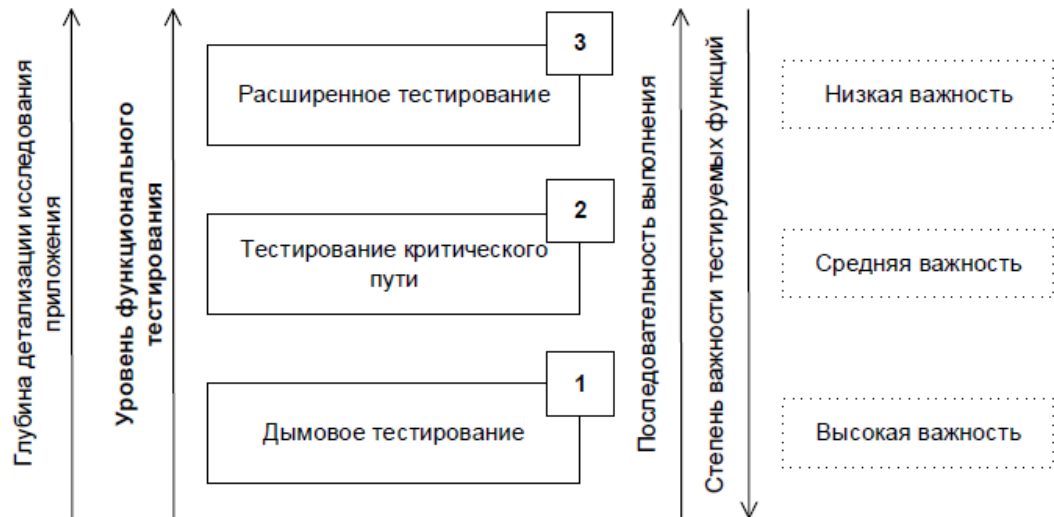 Глубина детализации исследования
приложения
Уровень функционального
тестирования
3
Расширенное тестирование
2
Тестирование критического
пути
1
Дымовое тестирование
Последовательность выполнения
Степень важности тестируемых функций
Низкая важность
Средняя важность
Высокая важность